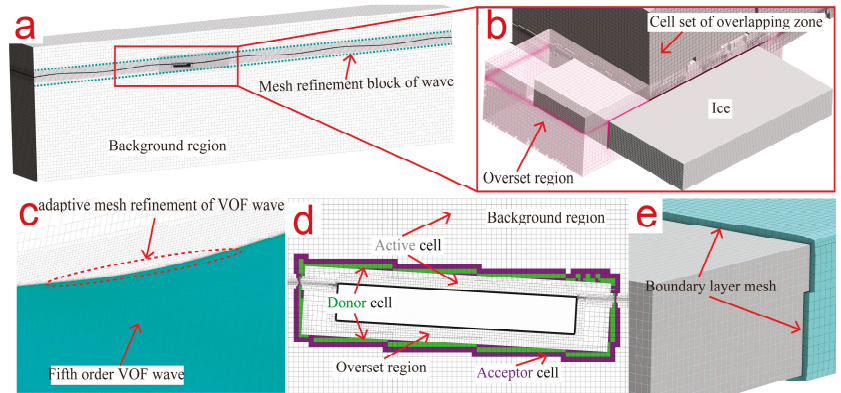 a
Mesh refinement block of wave
Background region
b
Cell set of overlapping zone
Ice
Overset region
c
adaptive mesh refinement of VOF wave
Fifth order VOF wave
d
Background region
Active cell
Donor cell
Overset region
Acceptor cell
e
Boundary layer mesh